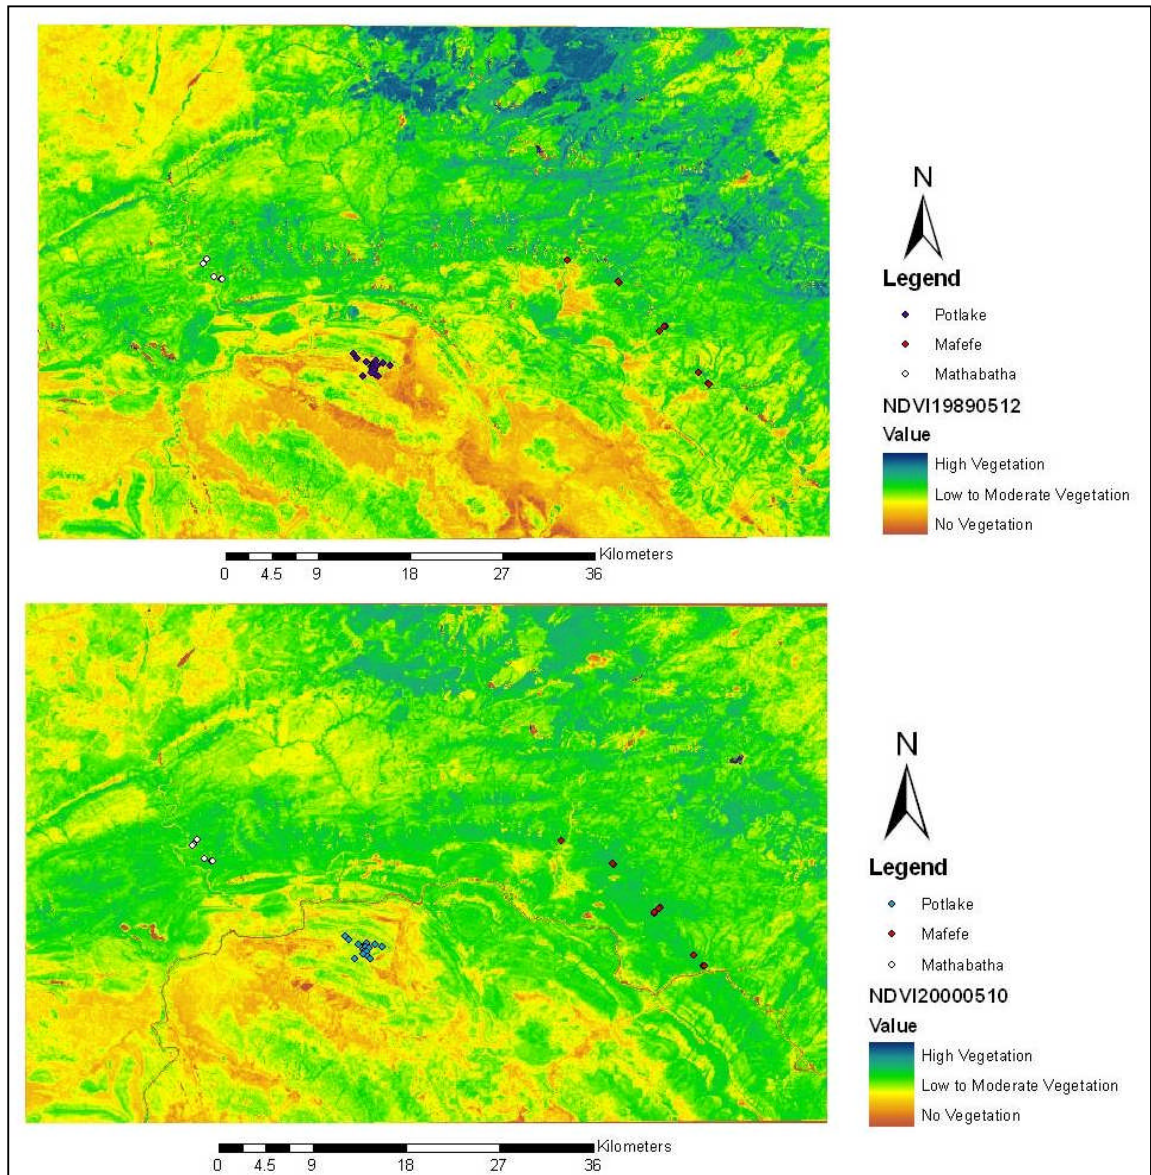 N
Legend
Potlake
Mafefe
Mathabatha
NDVI19890512
Value
High Vegetation
Low to Moderate Vegetation
No Vegetation
Kilometers
0 4.5 9 18 27 36
N
Legend
Potlake
Mafefe
Mathabatha
NDVI20000510
Value
High Vegetation
Low to Moderate Vegetation
No Vegetation
Kilometers
0 4.5 9 18 27 36